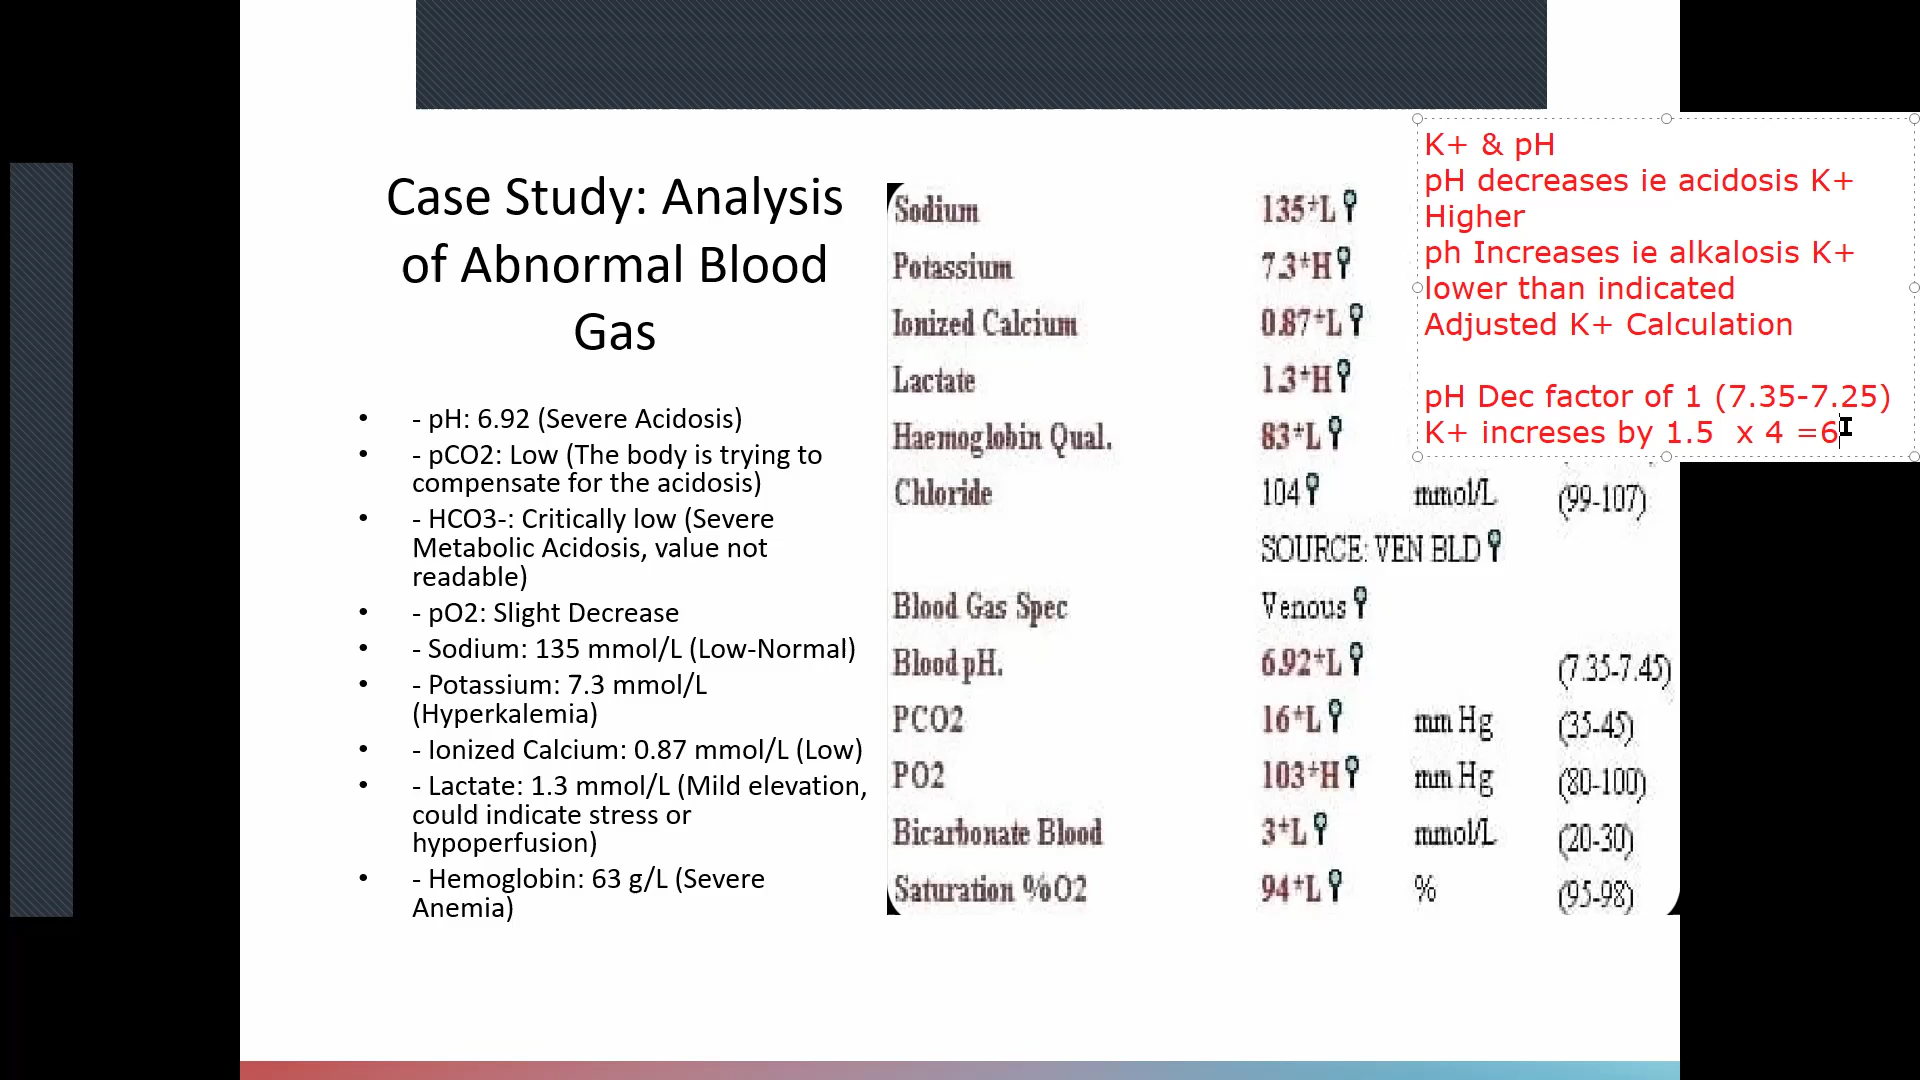 Case Study: Analysis
of Abnormal Blood
Gas
• - pH: 6.92 (Severe Acidosis)
• - pCO2: Low (The body is trying to
compensate for the acidosis)
• - HCO3-: Critically low (Severe
Metabolic Acidosis, value not
readable)
• - pO2: Slight Decrease
• - Sodium: 135 mmol/L (Low-Normal)
• - Potassium: 7.3 mmol/L
(Hyperkalemia)
• - Ionized Calcium: 0.87 mmol/L (Low)
• - Lactate: 1.3 mmol/L (Mild elevation,
could indicate stress or
hypoperfusion)
• - Hemoglobin: 63 g/L (Severe
Anemia)
Sodium 135*L
Potassium 7.3*H
Ionized Calcium 0.87*L
Lactate 1.3*H
Haemoglobin Qual. 83*L
Chloride 104 mmol/L (99-107)
SOURCE: VEN BLD
Blood Gas Spec Venous
Blood pH. 6.92*L (7.35-7.45)
PCO2 16*L mm Hg (35-45)
PO2 103*H mm Hg (80-100)
Bicarbonate Blood 3*L mmol/L (20-30)
Saturation %O2 94*L % (95-98)
K+ & pH
pH decreases ie acidosis K+
Higher
ph Increases ie alkalosis K+
lower than indicated
Adjusted K+ Calculation
pH Dec factor of 1 (7.35-7.25)
K+ increses by 1.5 x 4 =6